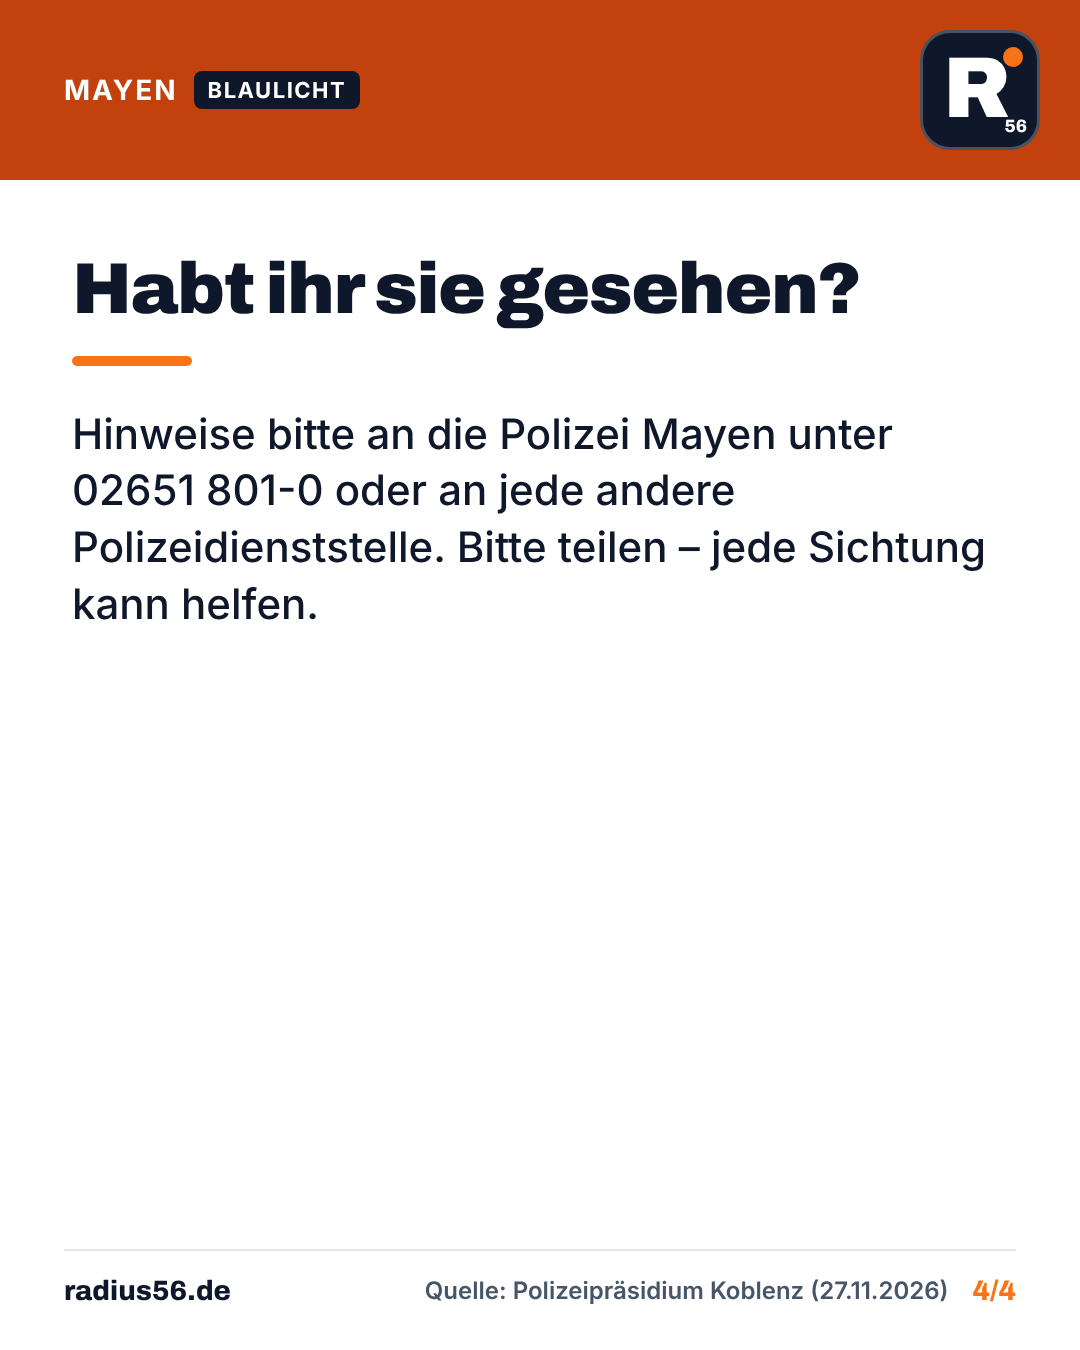 MAYEN BLAULICHT
R
56
Habt ihr sie gesehen?
Hinweise bitte an die Polizei Mayen unter
02651 801-0 oder an jede andere
Polizeidienststelle. Bitte teilen – jede Sichtung
kann helfen.
radius56.de Quelle: Polizeipräsidium Koblenz (27.11.2026) 4/4